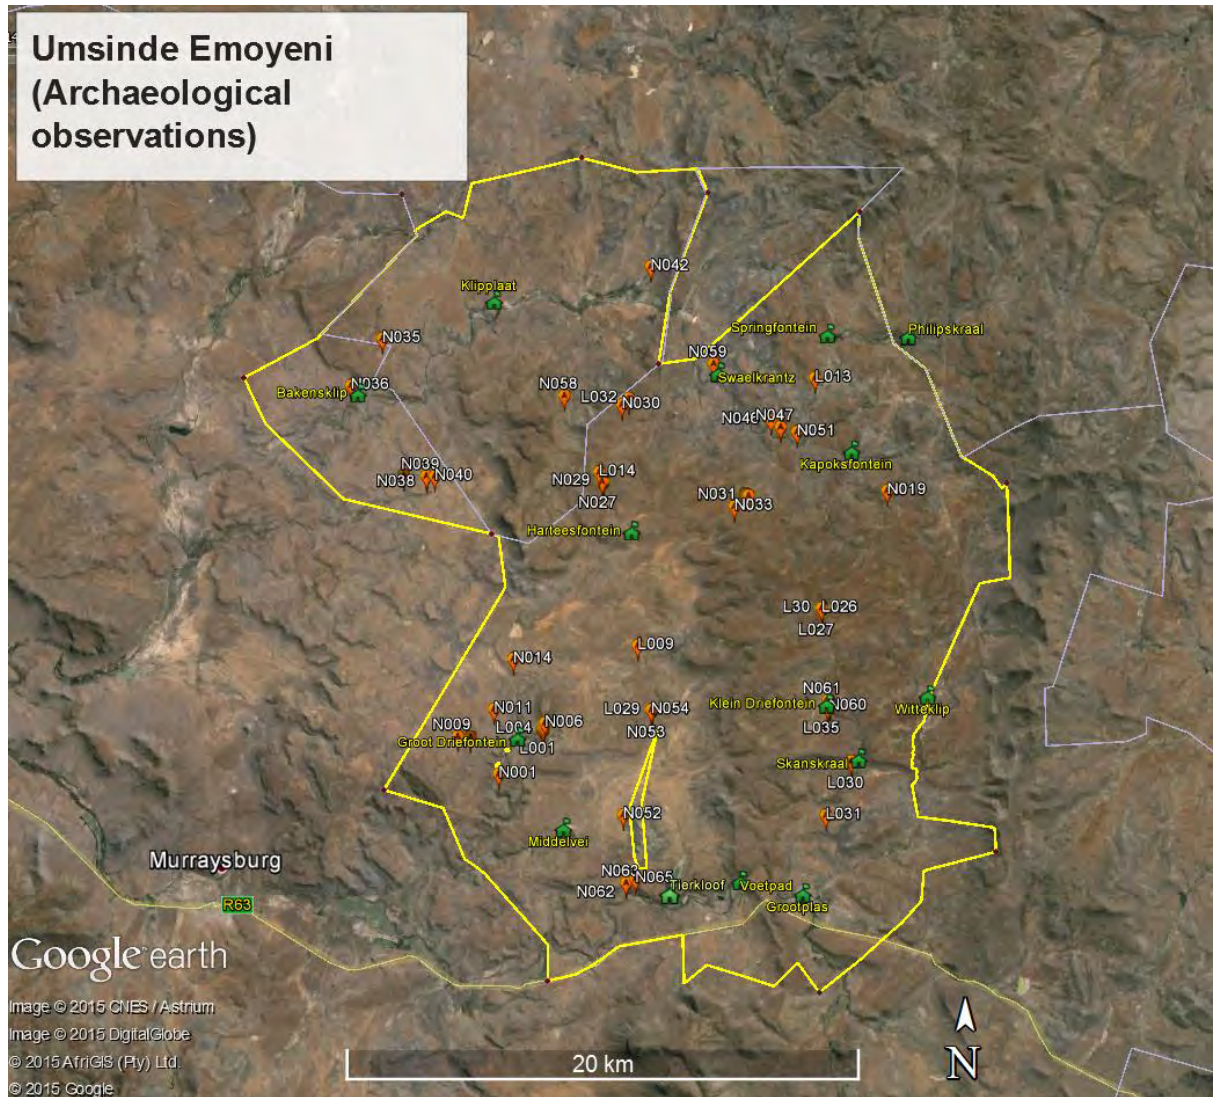 Umsinde Emoyeni
(Archaeological
observations)
N042
Klipplaat
Springfontein
Philipskraal
N035
N059
Swaelkrantz
L013
N036
Bakensklip
N058
L032
N030
N046
N047
N051
Kapoksfontein
N039
N040
N038
L014
N029
N027
N031
N033
N019
Harteesfontein
L30
L026
L027
L009
N014
N061
Klein Driefontein
N060
L035
Witteklip
N011
L029
N054
N053
N009
L004
N006
Groot Driefontein
L001
N001
Skanskraal
L030
N052
L031
Middelvei
Murraysburg
N063
N065
N062
Tierkloof
Voetpad
Grootplas
R63
Google earth
Image © 2015 CNES / Astrium
Image © 2015 DigitalGlobe
© 2015 AfriGIS (Pty) Ltd.
© 2015 Google
20 km
N